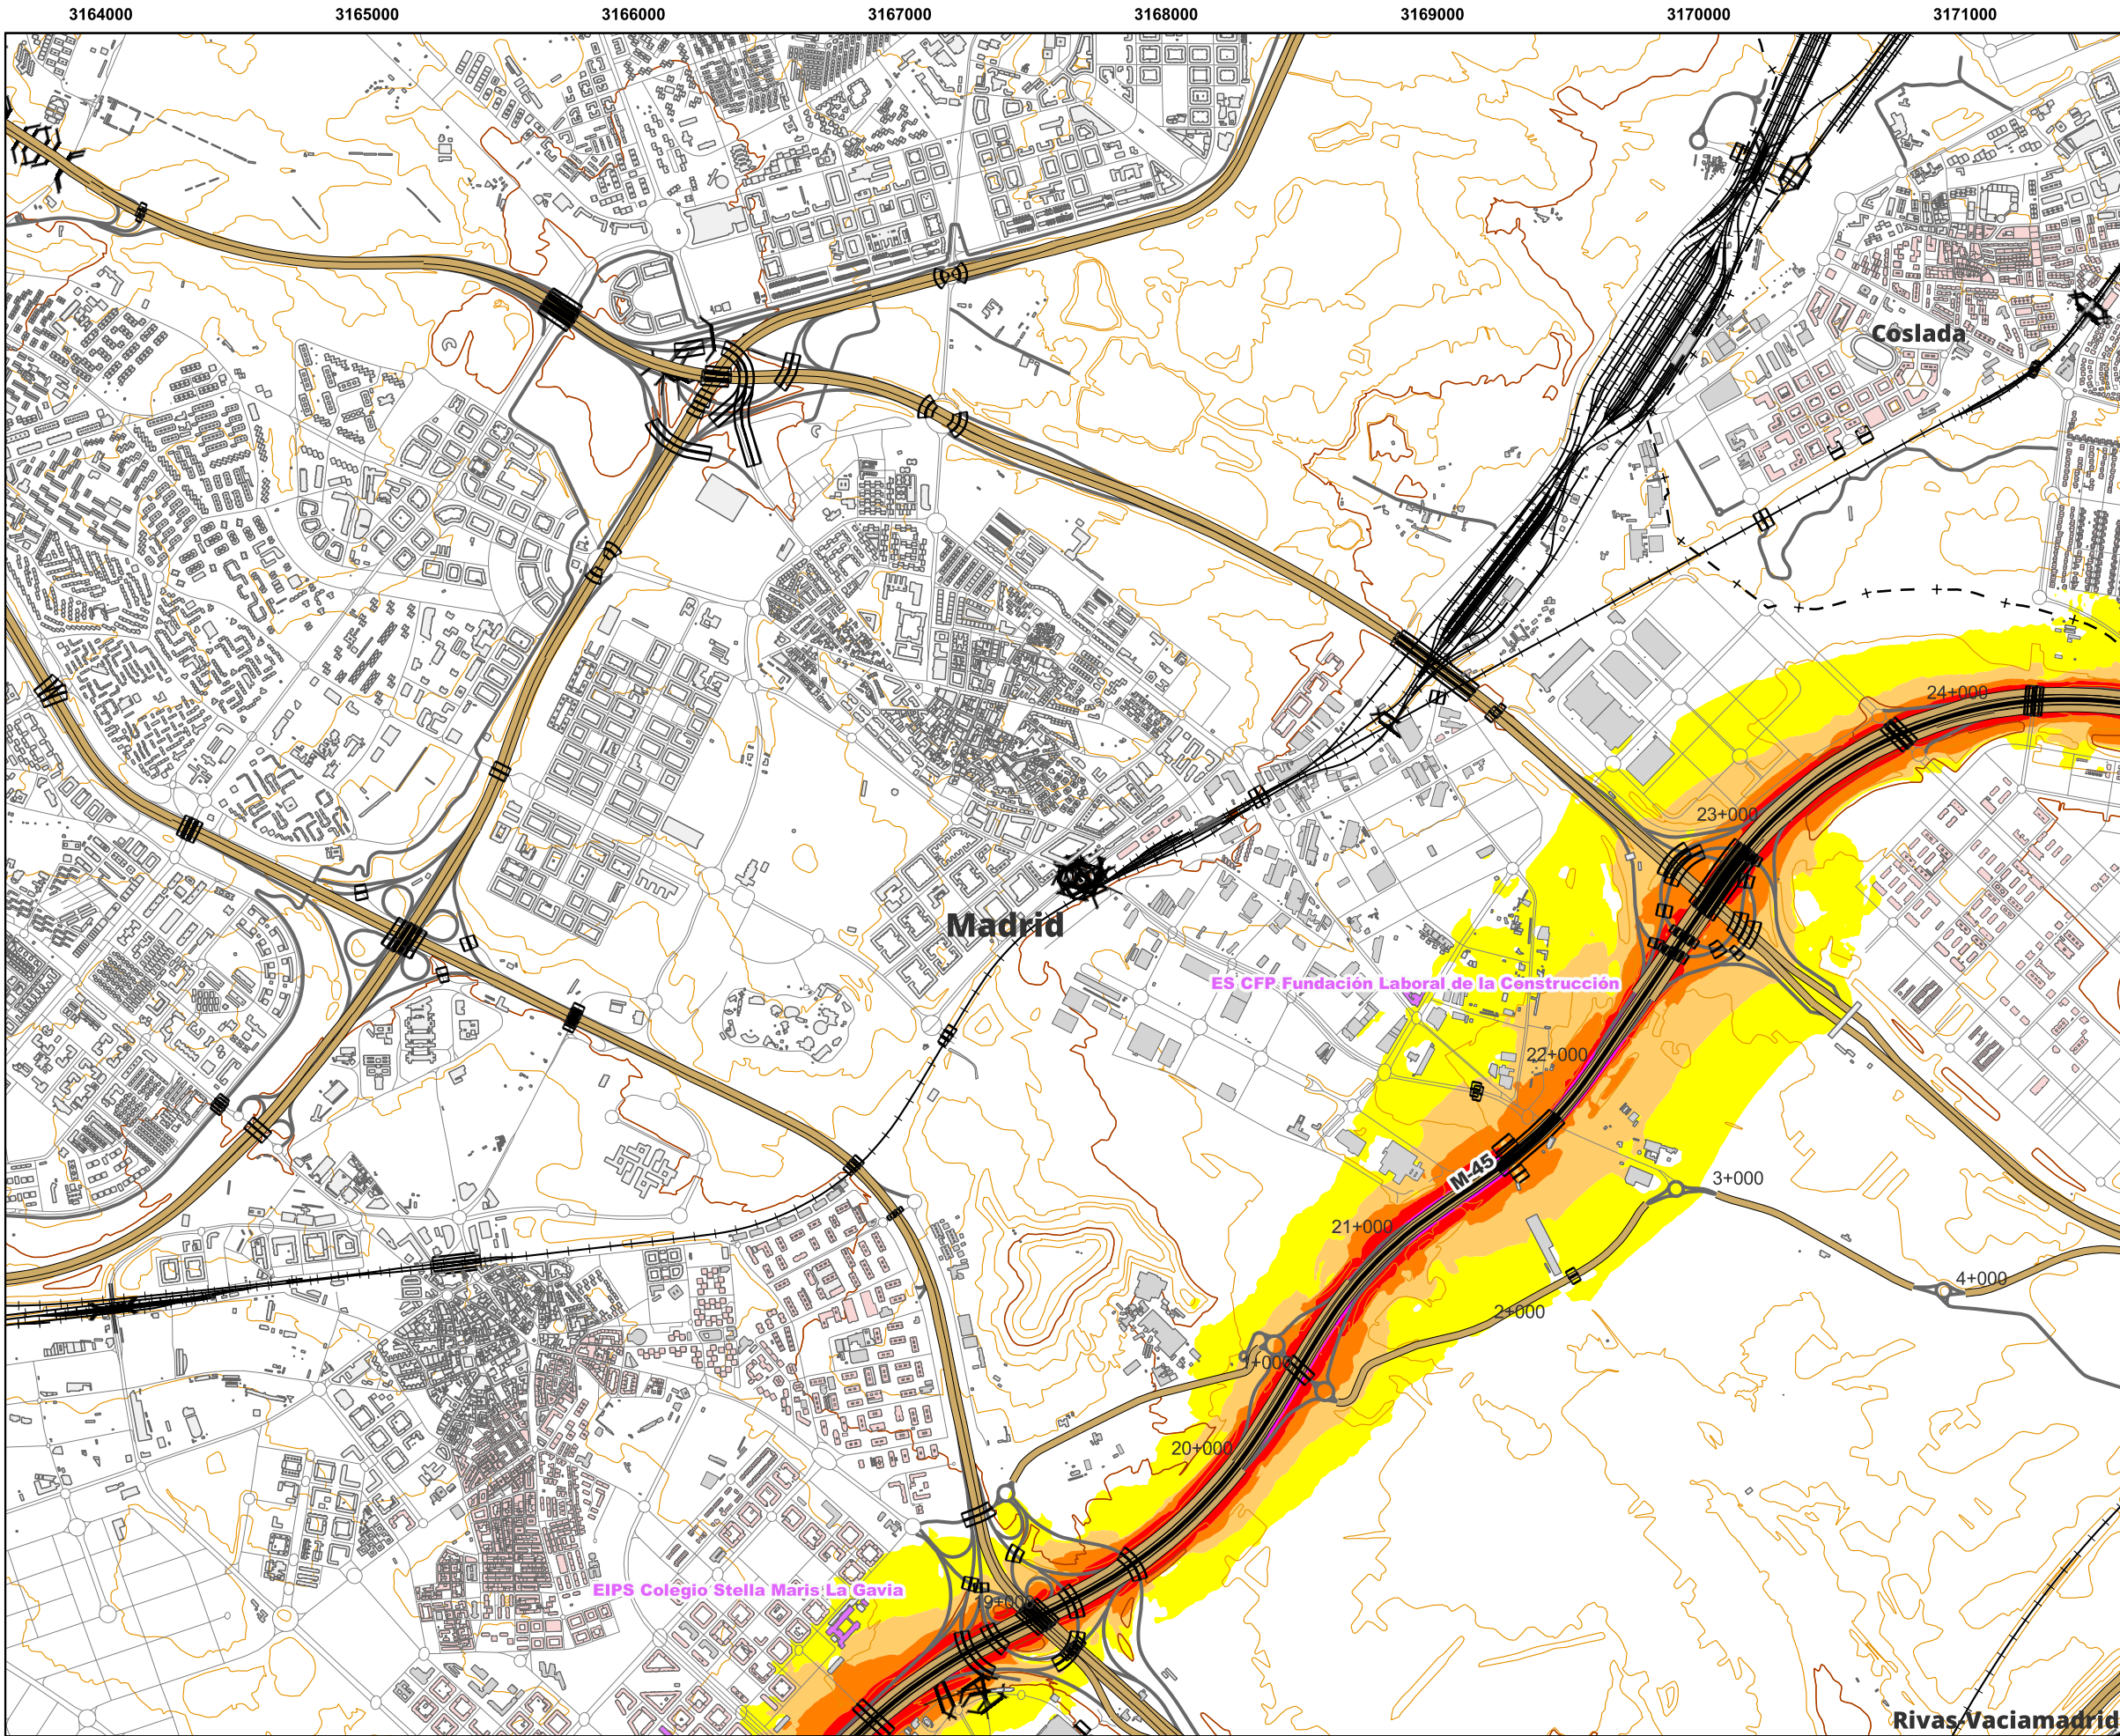 3164000 3165000 3166000 3167000 3168000 3169000 3170000 3171000
Coslada
24+000
23+000
Madrid
ES CFP Fundación Laboral de la Construcción
22+000
M-45
3+000
21+000
4+000
2+000
1+000
20+000
EIPS Colegio Stella Maris La Gavia
19+000
Rivas-Vaciamadrid